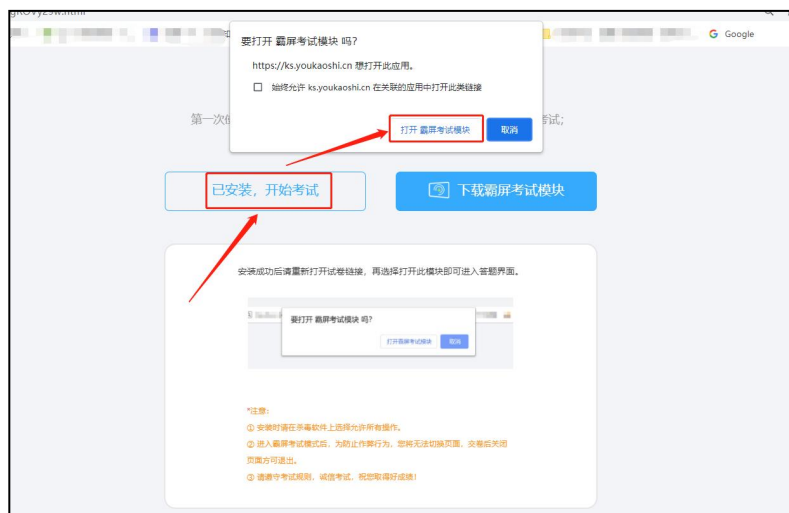 要打开 霸屏考试模块 吗?
Google
https://ks.youkaoshi.cn 想打开此应用。
始终允许 ks.youkaoshi.cn 在关联的应用中打开此类链接
打开 霸屏考试模块
取消
第一次
考试;
已安装，开始考试
下载霸屏考试模块
安装成功后请重新打开试卷链接，再选择打开此模块即可进入答题界面。
要打开 霸屏考试模块 吗?
打开霸屏考试模块
取消
*注意:
① 安装时请在杀毒软件上选择允许所有操作。
② 进入霸屏考试模式后，为防止作弊行为，您将无法切换页面，交卷后关闭
页面方可退出。
③ 请遵守考试规则，诚信考试，祝您取得好成绩！